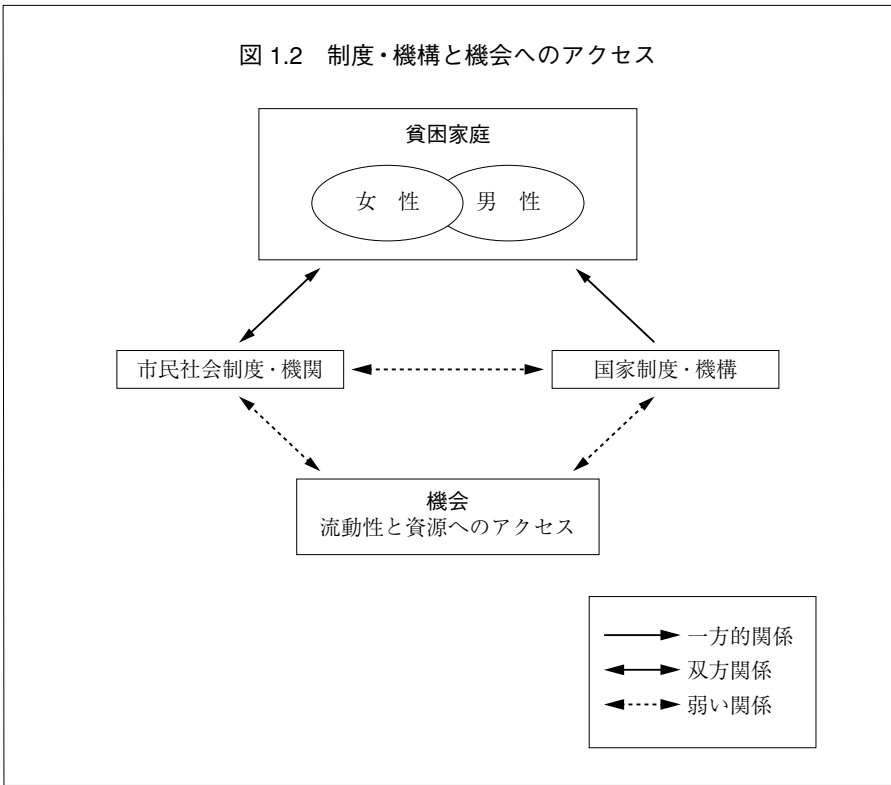 図 1.2　制度・機構と機会へのアクセス
貧困家庭
女　性
男　性
市民社会制度・機関
国家制度・機構
機会
流動性と資源へのアクセス
一方的関係
双方関係
弱い関係